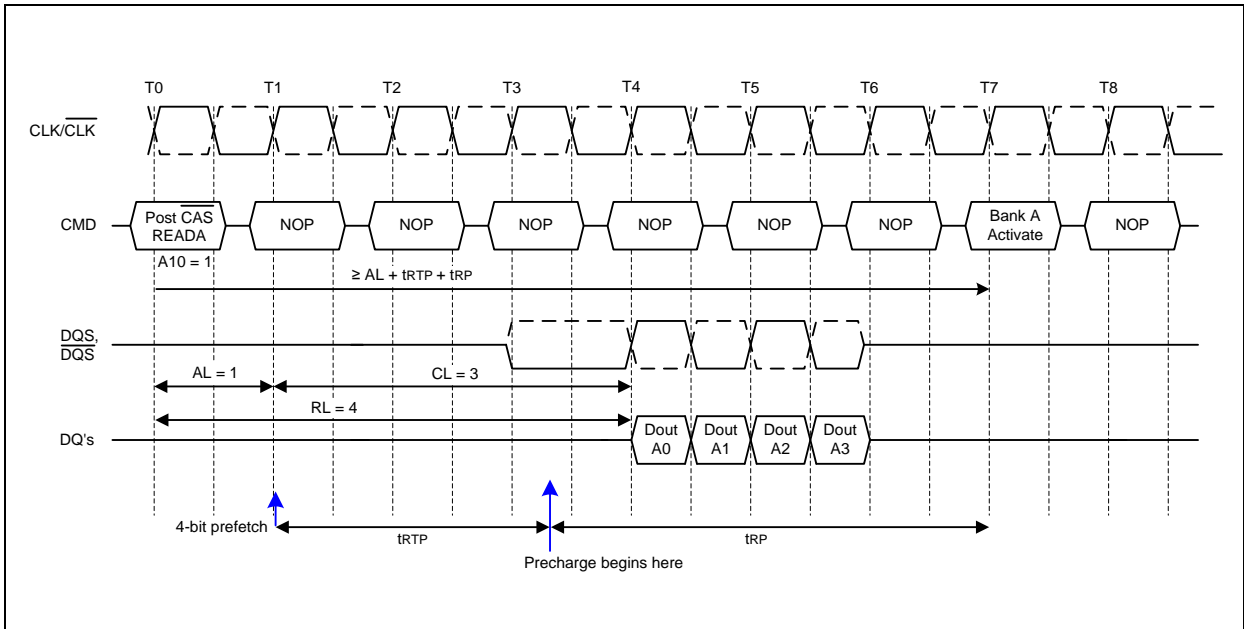 T0 T1 T2 T3 T4 T5 T6 T7 T8
CLK/CLK
CMD
Post CAS
READA
NOP NOP NOP NOP NOP NOP
Bank A
Activate
NOP
A10 = 1
≥ AL + tRTP + tRP
DQS,
DQS
AL = 1
CL = 3
RL = 4
DQ's
Dout
A0
Dout
A1
Dout
A2
Dout
A3
4-bit prefetch
tRTP
tRP
Precharge begins here